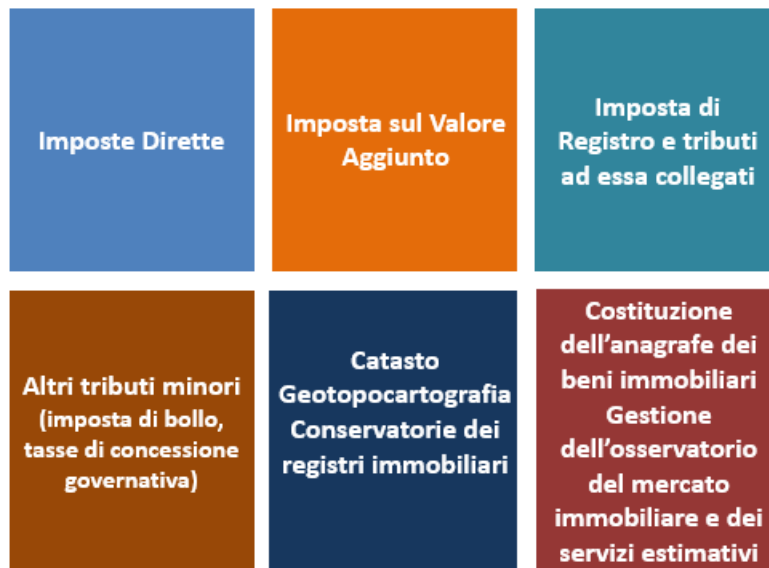 Imposte Dirette
Imposta sul Valore
Aggiunto
Imposta di
Registro e tributi
ad essa collegati
Altri tributi minori
(imposta di bollo,
tasse di concessione
governativa)
Catasto
Geotopocartografia
Conservatorie dei
registri immobiliari
Costituzione
dell'anagrafe dei
beni immobiliari
Gestione
dell'osservatorio
del mercato
immobiliare e dei
servizi estimativi